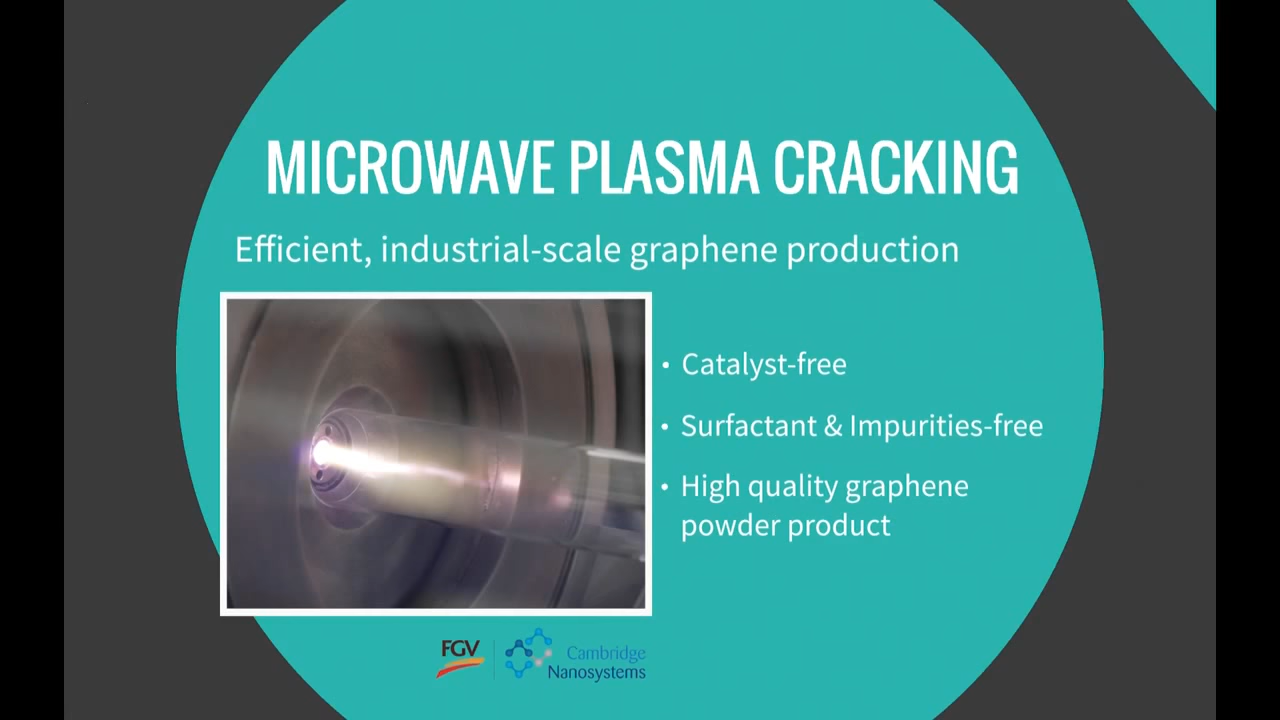 MICROWAVE PLASMA CRACKING
Efficient, industrial-scale graphene production
• Catalyst-free
• Surfactant & Impurities-free
• High quality graphene
powder product
FGV
Cambridge
Nanosystems